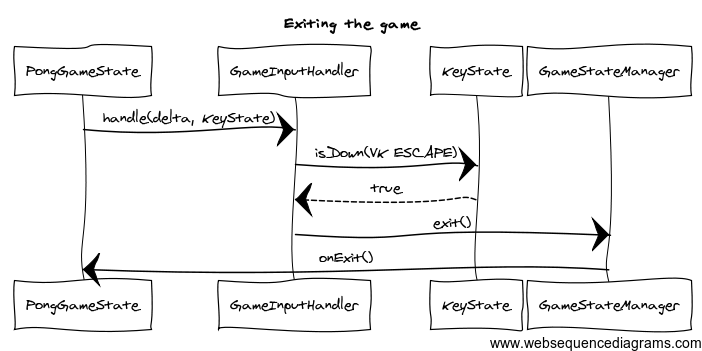 Exiting the game
PongGameState GameInputHandler KeyState GameStateManager
handle(delta, KeyState)
isDown(VK ESCAPE)
true
exit()
onExit()
PongGameState GameInputHandler KeyState GameStateManager
www.websequencediagrams.com